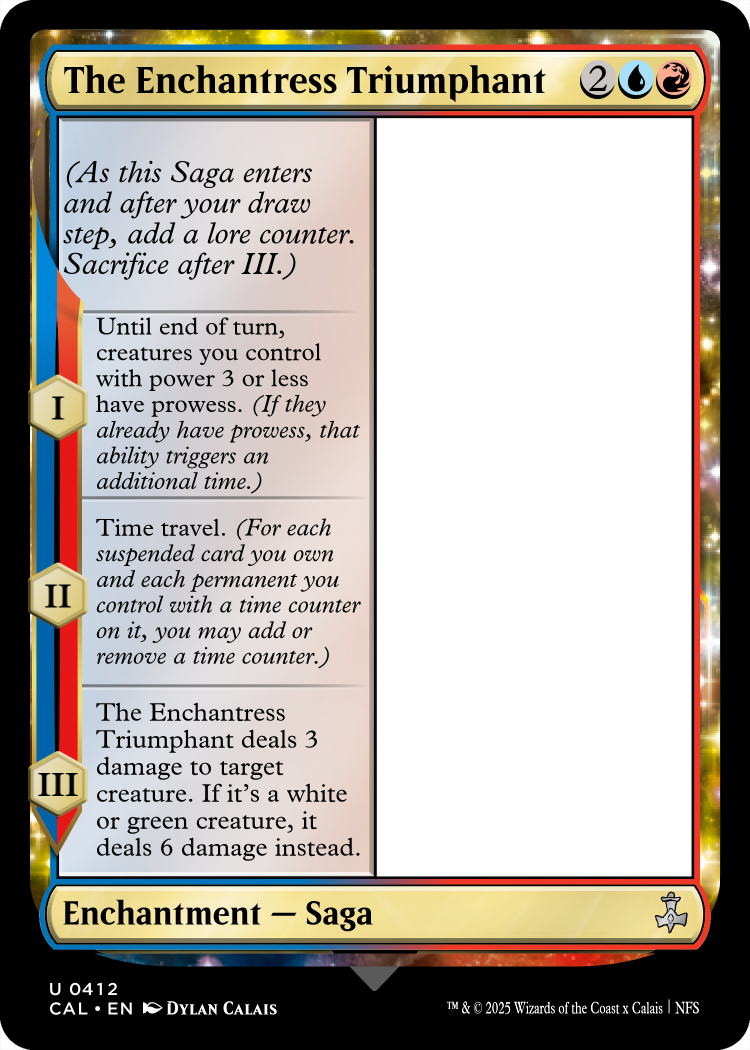 The Enchantress Triumphant 2
(As this Saga enters
and after your draw
step, add a lore counter.
Sacrifice after III.)
I
Until end of turn,
creatures you control
with power 3 or less
have prowess. (If they
already have prowess, that
ability triggers an
additional time.)
II
Time travel. (For each
suspended card you own
and each permanent you
control with a time counter
on it, you may add or
remove a time counter.)
III
The Enchantress
Triumphant deals 3
damage to target
creature. If it's a white
or green creature, it
deals 6 damage instead.
Enchantment — Saga
U 0412
CAL • EN DYLAN CALAIS
™ & © 2025 Wizards of the Coast x Calais | NFS